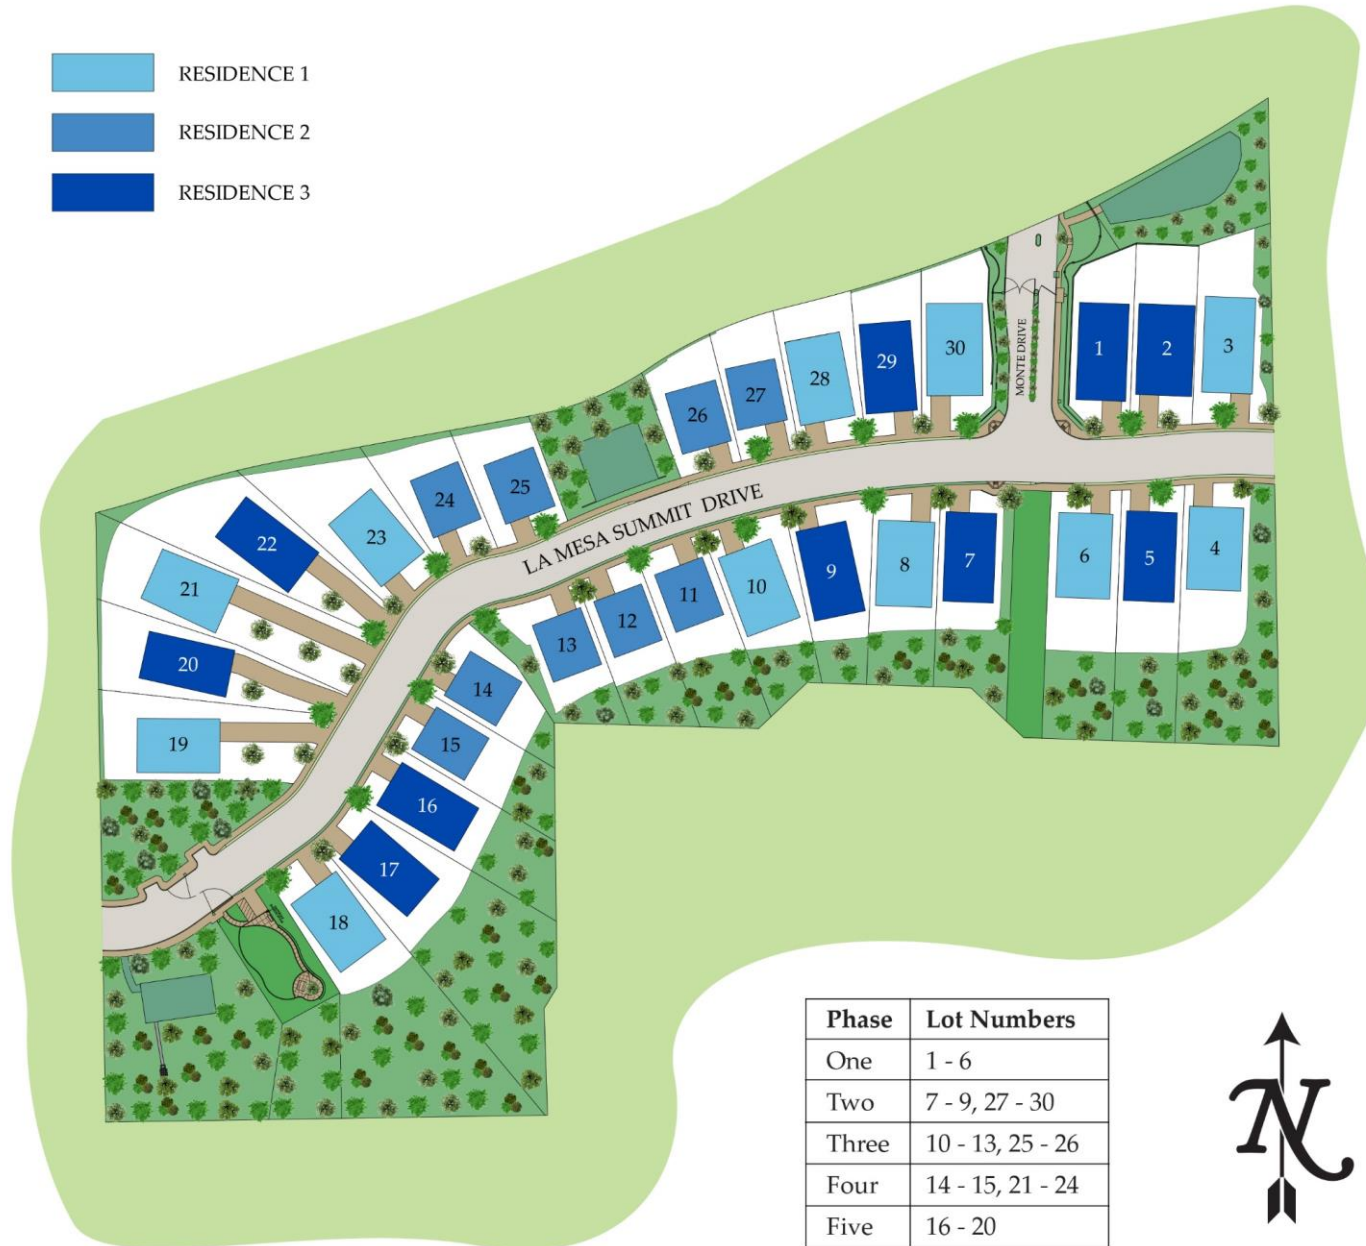 RESIDENCE 1
RESIDENCE 2
RESIDENCE 3
MONTE DRIVE
30
1
2
3
29
28
27
26
25
24
23
22
21
20
19
LA MESA SUMMIT DRIVE
4
5
6
7
8
9
10
11
12
13
14
15
16
17
18
Phase Lot Numbers
One 1 - 6
Two 7 - 9, 27 - 30
Three 10 - 13, 25 - 26
Four 14 - 15, 21 - 24
Five 16 - 20
N